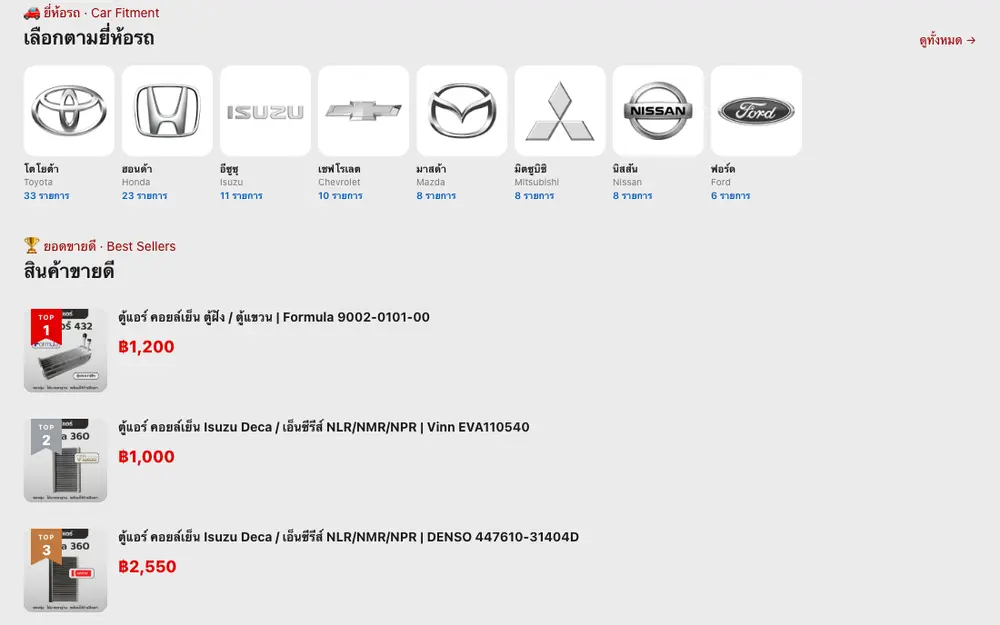 ยี่ห้อรถ · Car Fitment
เลือกตามยี่ห้อรถ
ดูทั้งหมด →
ISUZU
NISSAN
Ford
โตโยต้า
Toyota
33 รายการ
ฮอนด้า
Honda
23 รายการ
อีซูซุ
Isuzu
11 รายการ
เชฟโรเลต
Chevrolet
10 รายการ
มาสด้า
Mazda
8 รายการ
มิตซูบิชิ
Mitsubishi
8 รายการ
นิสสัน
Nissan
8 รายการ
ฟอร์ด
Ford
6 รายการ
ยอดขายดี · Best Sellers
สินค้าขายดี
TOP
1
432
ตู้แอร์ คอยล์เย็น ตู้ฝัง / ตู้แขวน | Formula 9002-0101-00
฿1,200
TOP
2
360
ตู้แอร์ คอยล์เย็น Isuzu Deca / เอ็นซีรีส์ NLR/NMR/NPR | Vinn EVA110540
฿1,000
TOP
3
360
ตู้แอร์ คอยล์เย็น Isuzu Deca / เอ็นซีรีส์ NLR/NMR/NPR | DENSO 447610-31404D
฿2,550